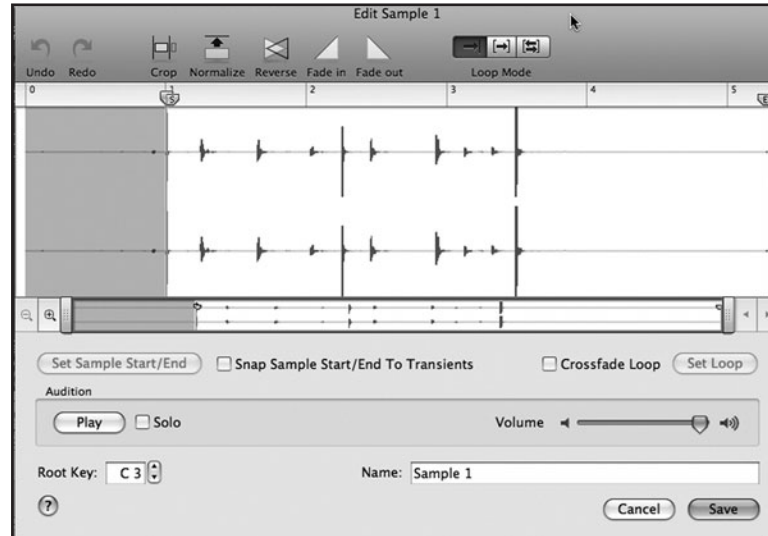 Edit Sample 1
Undo Redo Crop Normalize Reverse Fade in Fade out Loop Mode
0 1 2 3 4 5
S E
Set Sample Start/End Snap Sample Start/End To Transients Crossfade Loop Set Loop
Audition
Play Solo Volume
Root Key: C 3 Name: Sample 1
? Cancel Save